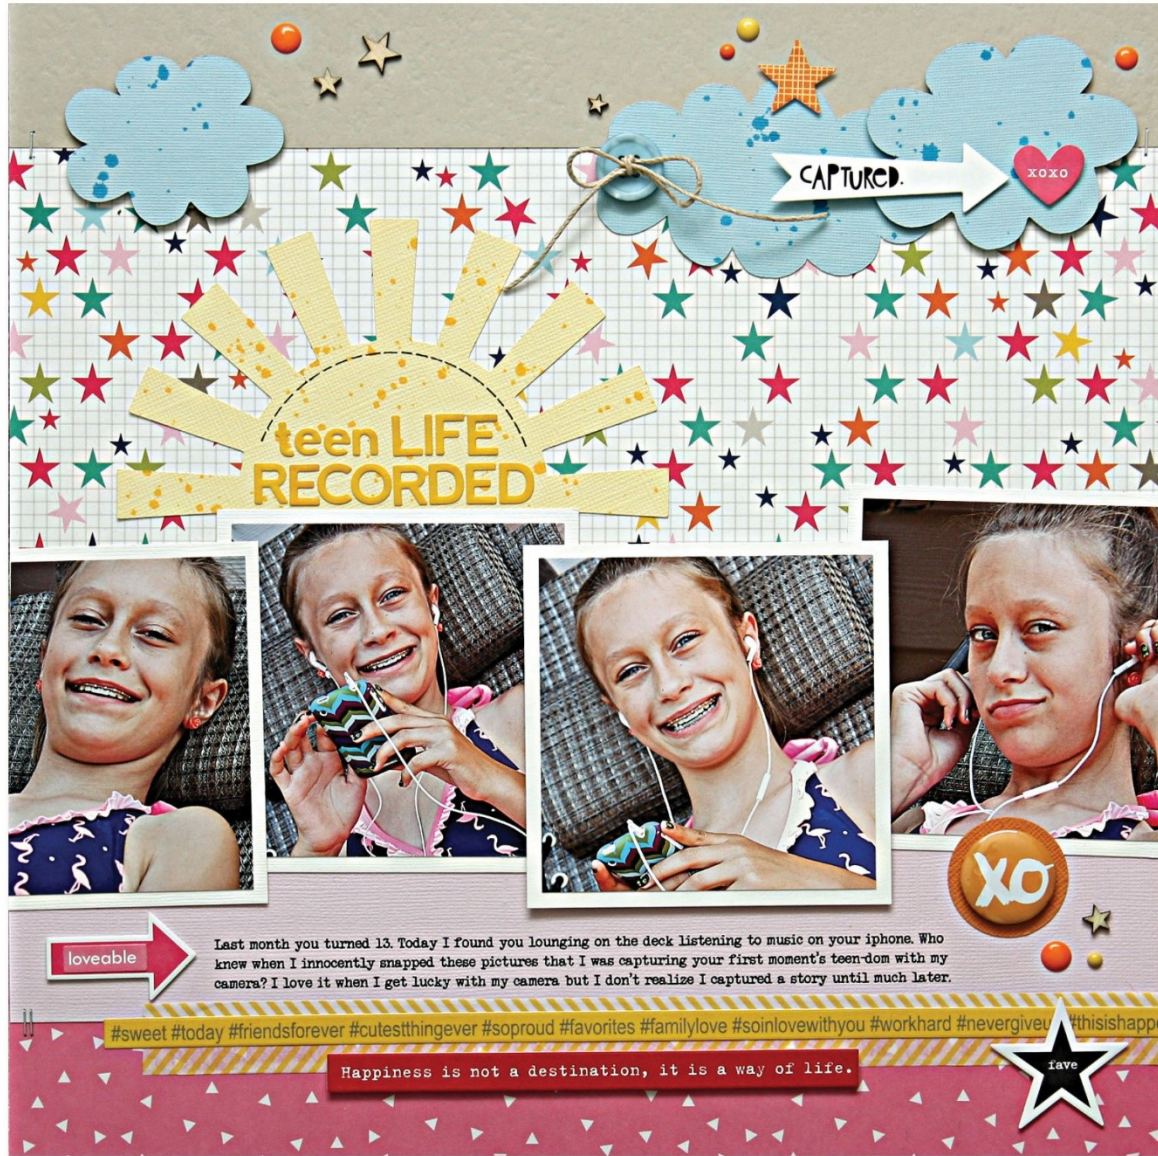 CAPTURED.
xoxo
teen LIFE
RECORDED
XO
loveable
Last month you turned 13. Today I found you lounging on the deck listening to music on your iphone. Who
knew when I innocently snapped these pictures that I was capturing your first moment's teen-dom with my
camera? I love it when I get lucky with my camera but I don't realize I captured a story until much later.
#sweet #today #friendsforever #cutestthingever #soproud #favorites #familylove #soinlovewithyou #workhard #nevergiveu #thisishappe
fave
Happiness is not a destination, it is a way of life.